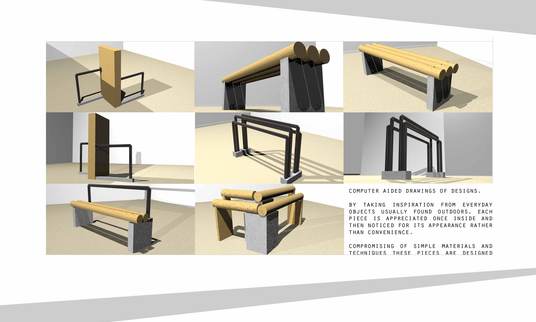 COMPUTER AIDED DRAWINGS OF DESIGNS.
BY TAKING INSPIRATION FROM EVERYDAY
OBJECTS USUALLY FOUND OUTDOORS, EACH
PIECE IS APPRECIATED ONCE INSIDE AND
THEN NOTICED FOR ITS APPEARANCE RATHER
THAN CONVENIENCE.
COMPROMISING OF SIMPLE MATERIALS AND
TECHNIQUES THESE PIECES ARE DESIGNED